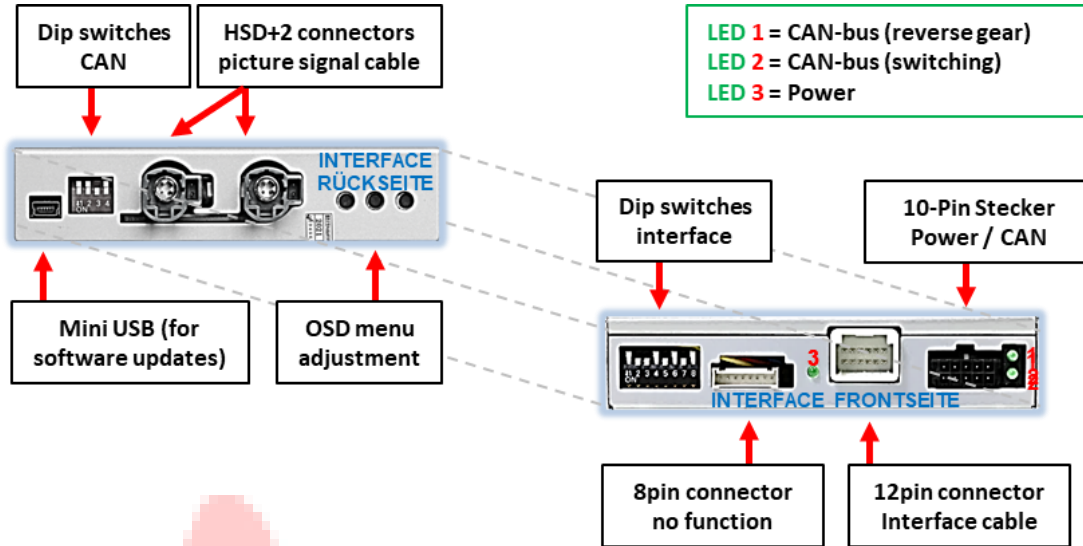 Dip switches
CAN
HSD+2 connectors
picture signal cable
LED 1 = CAN-bus (reverse gear)
LED 2 = CAN-bus (switching)
LED 3 = Power
INTERFACE
RÜCKSEITE
1 2 3 4
ON
Dip switches
interface
10-Pin Stecker
Power / CAN
Mini USB (for
software updates)
OSD menu
adjustment
3
1
2
1 2 3 4 5 6 7 8
ON
INTERFACE FRONTSEITE
8pin connector
no function
12pin connector
Interface cable